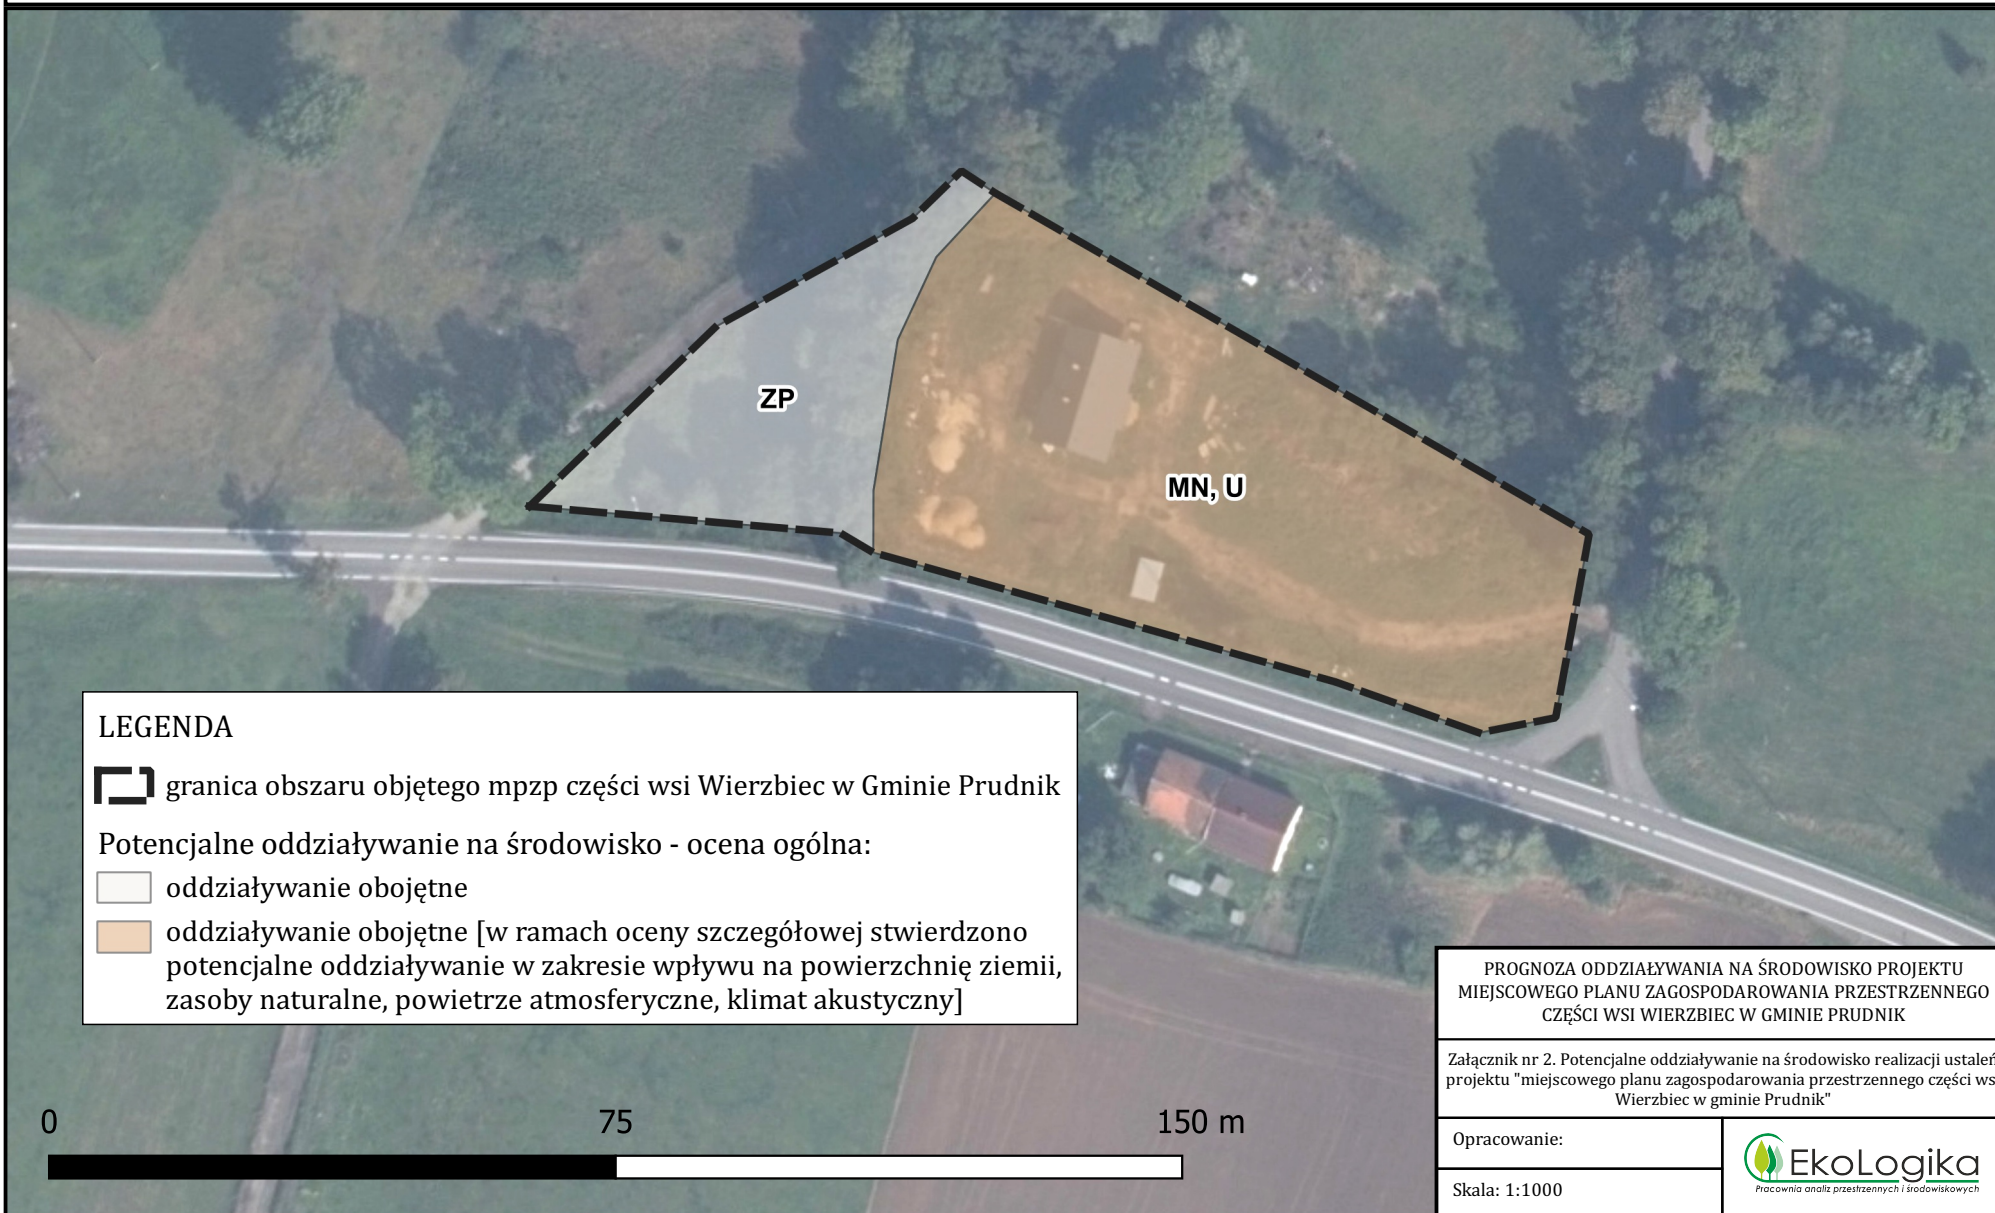 ZP
MN, U
LEGENDA
granica obszaru objętego mpzp części wsi Wierzbiec w Gminie Prudnik
Potencjalne oddziaływanie na środowisko - ocena ogólna:
oddziaływanie obojętne
oddziaływanie obojętne [w ramach oceny szczegółowej stwierdzono
potencjalne oddziaływanie w zakresie wpływu na powierzchnię ziemii,
zasoby naturalne, powietrze atmosferyczne, klimat akustyczny]
0 75 150 m
PROGNOZA ODDZIAŁYWANIA NA ŚRODOWISKO PROJEKTU
MIEJSCOWEGO PLANU ZAGOSPODAROWANIA PRZESTRZENNEGO
CZĘŚCI WSI WIERZBIEC W GMINIE PRUDNIK
Załącznik nr 2. Potencjalne oddziaływanie na środowisko realizacji ustaleń
projektu "miejscowego planu zagospodarowania przestrzennego części ws
Wierzbiec w gminie Prudnik"
Opracowanie:
Skala: 1:1000
EkoLogika
Pracownia analiz przestrzennych i środowiskowych